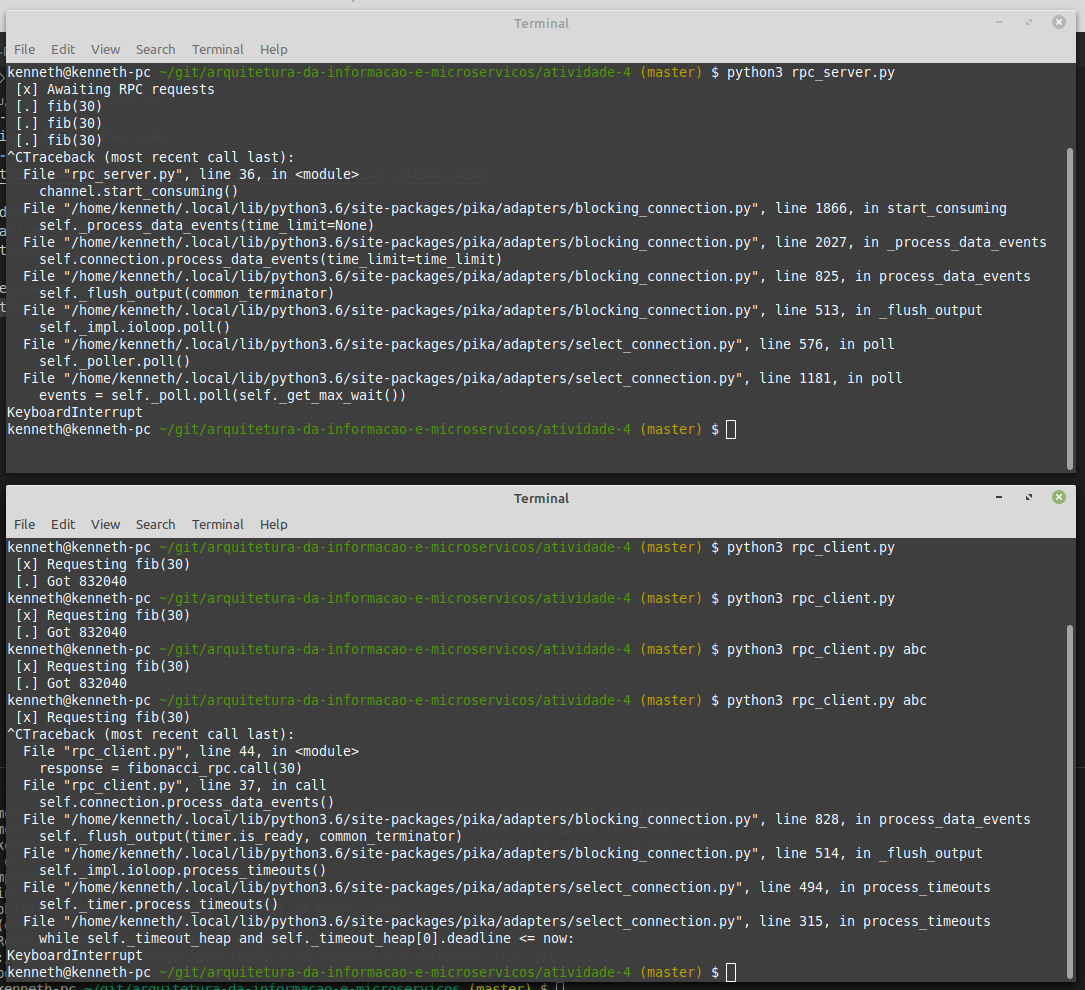 Terminal
File Edit View Search Terminal Help
kenneth@kenneth-pc ~/git/arquitetura-da-informacao-e-microservicos/atividade-4 (master) $ python3 rpc_server.py
[x] Awaiting RPC requests
[.] fib(30)
[.] fib(30)
[.] fib(30)
^CTraceback (most recent call last):
  File "rpc_server.py", line 36, in <module>
    channel.start_consuming()
  File "/home/kenneth/.local/lib/python3.6/site-packages/pika/adapters/blocking_connection.py", line 1866, in start_consuming
    self._process_data_events(time_limit=None)
  File "/home/kenneth/.local/lib/python3.6/site-packages/pika/adapters/blocking_connection.py", line 2027, in _process_data_events
    self.connection.process_data_events(time_limit=time_limit)
  File "/home/kenneth/.local/lib/python3.6/site-packages/pika/adapters/blocking_connection.py", line 825, in process_data_events
    self._flush_output(common_terminator)
  File "/home/kenneth/.local/lib/python3.6/site-packages/pika/adapters/blocking_connection.py", line 513, in _flush_output
    self._impl.ioloop.poll()
  File "/home/kenneth/.local/lib/python3.6/site-packages/pika/adapters/select_connection.py", line 576, in poll
    self._poller.poll()
  File "/home/kenneth/.local/lib/python3.6/site-packages/pika/adapters/select_connection.py", line 1181, in poll
    events = self._poll.poll(self._get_max_wait())
KeyboardInterrupt
kenneth@kenneth-pc ~/git/arquitetura-da-informacao-e-microservicos/atividade-4 (master) $
Terminal
File Edit View Search Terminal Help
kenneth@kenneth-pc ~/git/arquitetura-da-informacao-e-microservicos/atividade-4 (master) $ python3 rpc_client.py
[x] Requesting fib(30)
[.] Got 832040
kenneth@kenneth-pc ~/git/arquitetura-da-informacao-e-microservicos/atividade-4 (master) $ python3 rpc_client.py
[x] Requesting fib(30)
[.] Got 832040
kenneth@kenneth-pc ~/git/arquitetura-da-informacao-e-microservicos/atividade-4 (master) $ python3 rpc_client.py abc
[x] Requesting fib(30)
[.] Got 832040
kenneth@kenneth-pc ~/git/arquitetura-da-informacao-e-microservicos/atividade-4 (master) $ python3 rpc_client.py abc
[x] Requesting fib(30)
^CTraceback (most recent call last):
  File "rpc_client.py", line 44, in <module>
    response = fibonacci_rpc.call(30)
  File "rpc_client.py", line 37, in call
    self.connection.process_data_events()
  File "/home/kenneth/.local/lib/python3.6/site-packages/pika/adapters/blocking_connection.py", line 828, in process_data_events
    self._flush_output(timer.is_ready, common_terminator)
  File "/home/kenneth/.local/lib/python3.6/site-packages/pika/adapters/blocking_connection.py", line 514, in _flush_output
    self._impl.ioloop.process_timeouts()
  File "/home/kenneth/.local/lib/python3.6/site-packages/pika/adapters/select_connection.py", line 494, in process_timeouts
    self._timer.process_timeouts()
  File "/home/kenneth/.local/lib/python3.6/site-packages/pika/adapters/select_connection.py", line 315, in process_timeouts
    while self._timeout_heap and self._timeout_heap[0].deadline <= now:
KeyboardInterrupt
kenneth@kenneth-pc ~/git/arquitetura-da-informacao-e-microservicos/atividade-4 (master) $
kenneth-pc ~/git/arquitetura-da-informacao-e-microservicos (master) $